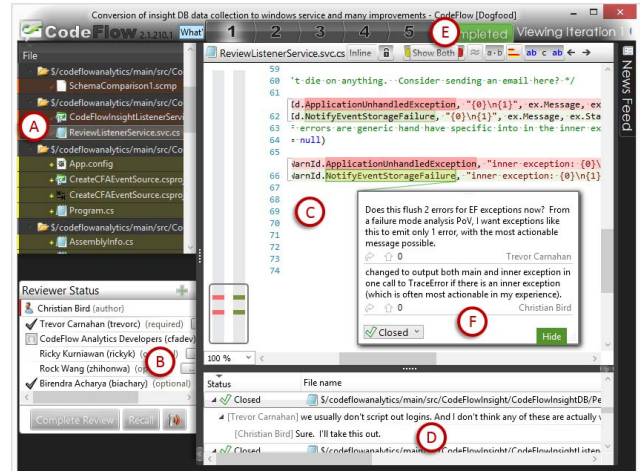 Conversion of insight DB data collection to windows service and many improvements - CodeFlow [Dogfood]
CodeFlow 2.1.210.1 What'
1 2 3 4 5 Completed Viewing Iteration
E
File
$/codeflowanalytics/main/src/Co
SchemaComparison1.scmp
CodeFlowInsightListenerServic
ReviewListenerService.svc.cs
A
$/codeflowanalytics/main/src/Co
+ App.config
+ CreateCFAEventSource.cspro
+ CreateCFAEventSource.cspro
+ Program.cs
$/codeflowanalytics/main/src/Co
+ AssemblyInfo.cs
ReviewListenerService.svc.cs Inline Show Both a·b ab c ab
News Feed
59
60 't die on anything. Consider sending an email here? */
61
Id.ApplicationUnhandledException, "{0}\n{1}", ex.Message, ex
62 Id.NotifyEventStorageFailure, "{0}\n{1}", ex.Message, ex.Sta
63 errors are generic hand have specific into in the inner ex
64 = null)
65
WarnId.ApplicationUnhandledException, "inner exception: {0}\
66 WarnId.NotifyEventStorageFailure, "inner exception: {0}\n{1}
67
68
69
70
71
72
73
74
C
Does this flush 2 errors for EF exceptions now? From
a failure mode analysis PoV, I want exceptions like
this to emit only 1 error, with the most actionable
message possible.
0 Trevor Carnahan
changed to output both main and inner exception in
one call to TraceError if there is an inner exception
(which is often most actionable in my experience).
0 Christian Bird
F
Closed Hide
100 %
Reviewer Status
Christian Bird (author)
Trevor Carnahan (trevorc) (required)
CodeFlow Analytics Developers (cfadev)
Ricky Kurniawan (rickyk)
Rock Wang (zhihonwa)
Birendra Acharya (biachary) (optional)
B
Complete Review Recall
Status File name
Closed $/codeflowanalytics/main/src/CodeFlowInsight/CodeFlowInsightDB/Pe
[Trevor Carnahan] we usually don't script out logins. And I don't think any of these are actually
[Christian Bird] Sure. I'll take this out.
D
Closed $/codeflowanalytics/main/src/CodeFlowInsight/CodeFlowInsightListe